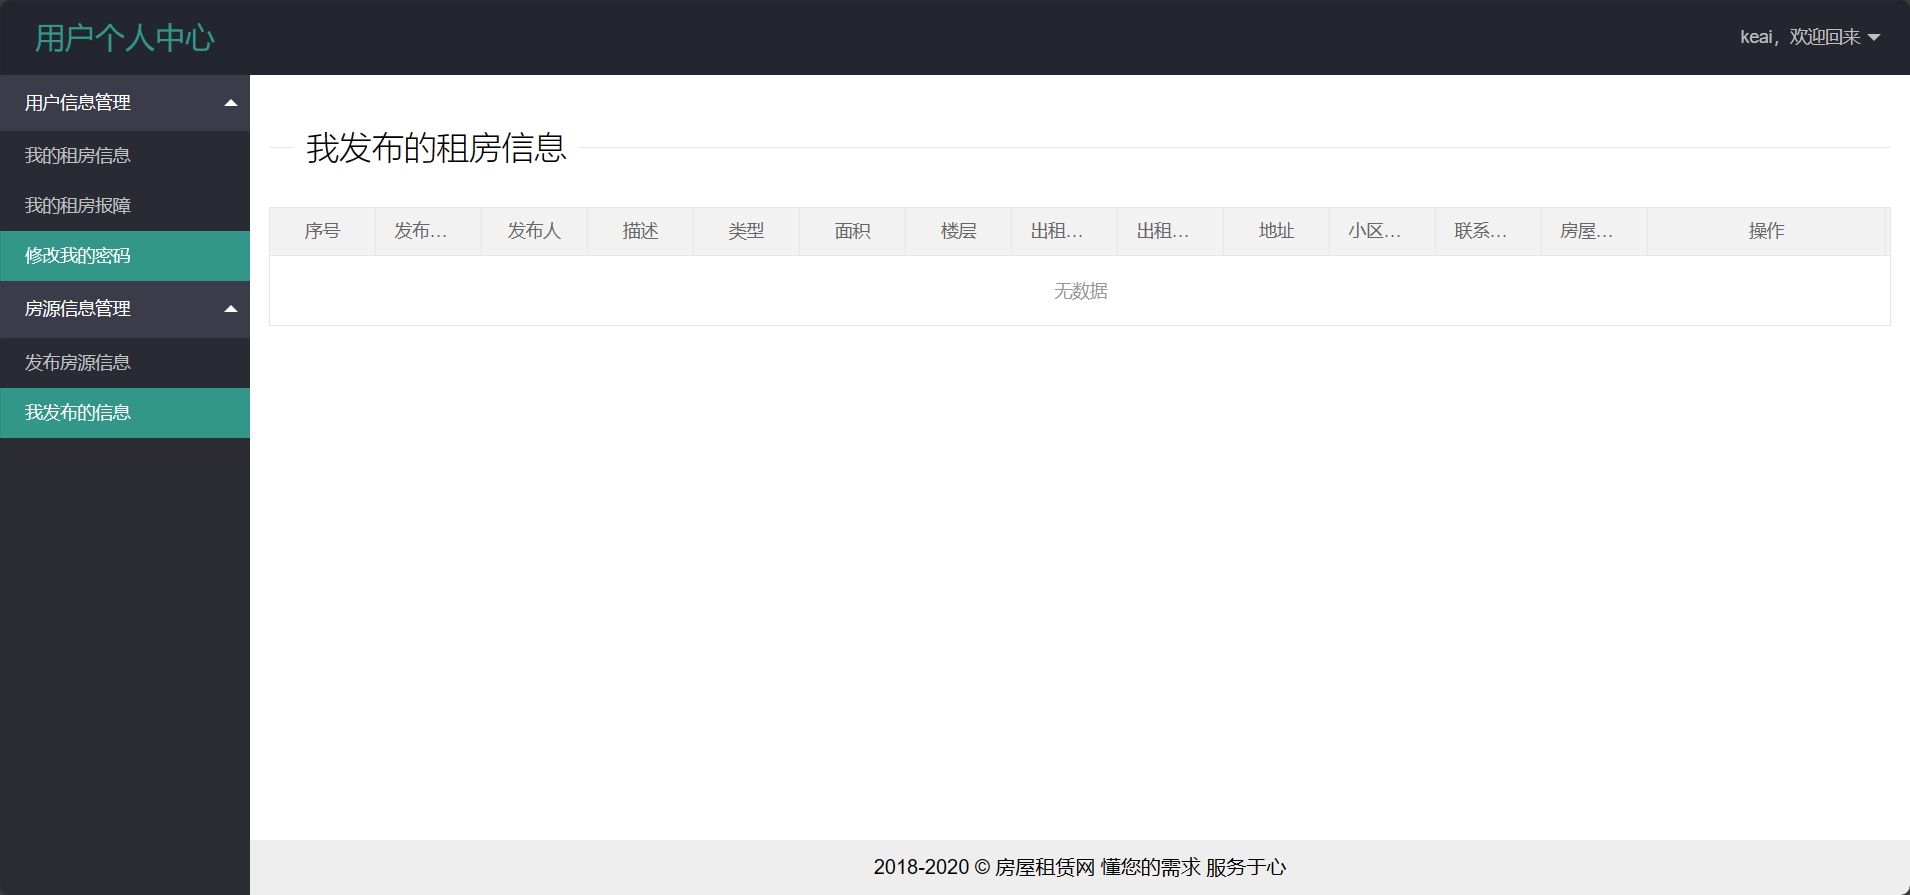 用户个人中心
keai，欢迎回来
用户信息管理
我的租房信息
我的租房报障
修改我的密码
房源信息管理
发布房源信息
我发布的信息
我发布的租房信息
序号 发布... 发布人 描述 类型 面积 楼层 出租... 出租... 地址 小区... 联系... 房屋... 操作
无数据
2018-2020 © 房屋租赁网 懂您的需求 服务于心